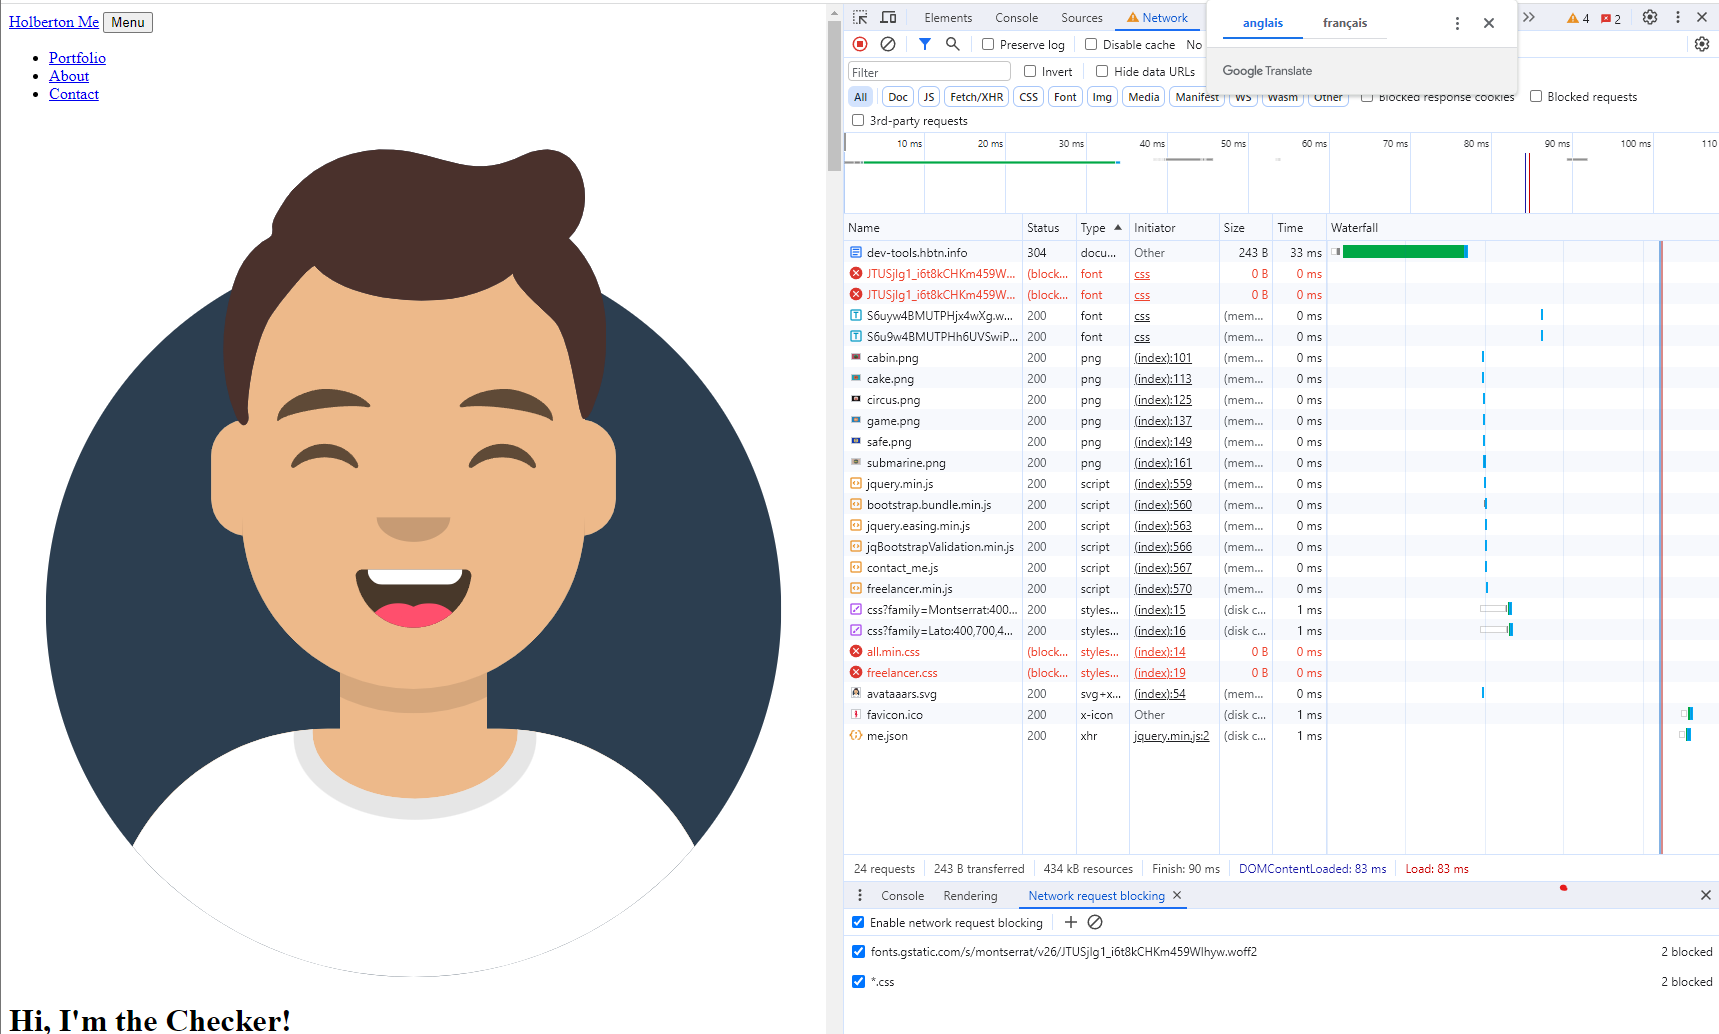 Holberton Me Menu
Portfolio
About
Contact
Hi, I'm the Checker!
Elements Console Sources Network 4 2
anglais français
Google Translate
Preserve log Disable cache No
Filter Invert Hide data URLs
All Doc JS Fetch/XHR CSS Font Img Media Manifest WS Wasm Other Blocked response cookies Blocked requests
3rd-party requests
10 ms 20 ms 30 ms 40 ms 50 ms 60 ms 70 ms 80 ms 90 ms 100 ms 110
Name Status Type Initiator Size Time Waterfall
dev-tools.hbtn.info 304 docu... Other 243 B 33 ms
JTUSjIg1_i6t8kCHKm459W... (block... font css 0 B 0 ms
JTUSjIg1_i6t8kCHKm459W... (block... font css 0 B 0 ms
S6uyw4BMUTPHjx4wXg.w... 200 font css (mem... 0 ms
S6u9w4BMUTPHh6UVSwiP... 200 font css (mem... 0 ms
cabin.png 200 png (index):101 (mem... 0 ms
cake.png 200 png (index):113 (mem... 0 ms
circus.png 200 png (index):125 (mem... 0 ms
game.png 200 png (index):137 (mem... 0 ms
safe.png 200 png (index):149 (mem... 0 ms
submarine.png 200 png (index):161 (mem... 0 ms
jquery.min.js 200 script (index):559 (mem... 0 ms
bootstrap.bundle.min.js 200 script (index):560 (mem... 0 ms
jquery.easing.min.js 200 script (index):563 (mem... 0 ms
jqBootstrapValidation.min.js 200 script (index):566 (mem... 0 ms
contact_me.js 200 script (index):567 (mem... 0 ms
freelancer.min.js 200 script (index):570 (mem... 0 ms
css?family=Montserrat:400... 200 styles... (index):15 (disk c... 1 ms
css?family=Lato:400,700,4... 200 styles... (index):16 (disk c... 1 ms
all.min.css (block... styles... (index):14 0 B 0 ms
freelancer.css (block... styles... (index):19 0 B 0 ms
avataaars.svg 200 svg+x... (index):54 (mem... 0 ms
favicon.ico 200 x-icon Other (disk c... 1 ms
me.json 200 xhr jquery.min.js:2 (disk c... 1 ms
24 requests 243 B transferred 434 kB resources Finish: 90 ms DOMContentLoaded: 83 ms Load: 83 ms
Console Rendering Network request blocking
Enable network request blocking
fonts.gstatic.com/s/montserrat/v26/JTUSjIg1_i6t8kCHKm459Wlhyw.woff2 2 blocked
*.css 2 blocked